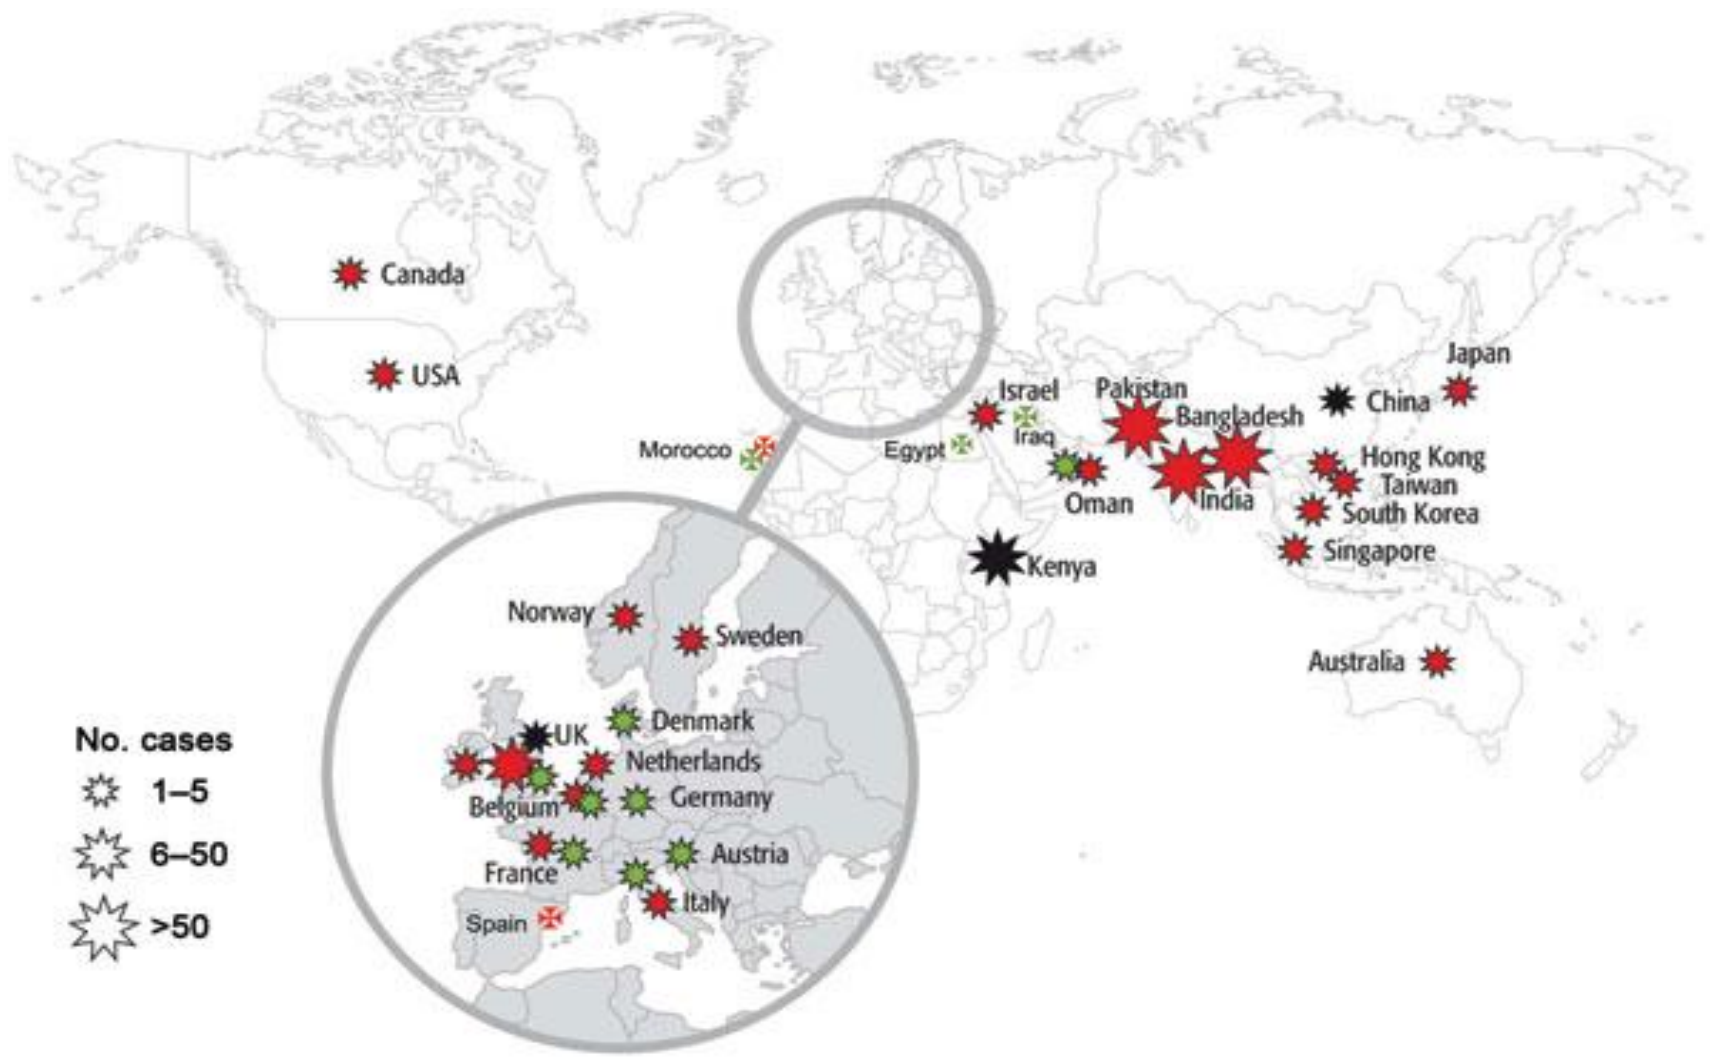 Canada
USA
Morocco
Egypt
Israel
Iraq
Oman
Pakistan
Bangladesh
India
Kenya
China
Japan
Hong Kong
Taiwan
South Korea
Singapore
Australia
Norway
Sweden
Denmark
UK
Netherlands
Belgium
Germany
France
Austria
Italy
Spain
No. cases
1–5
6–50
>50